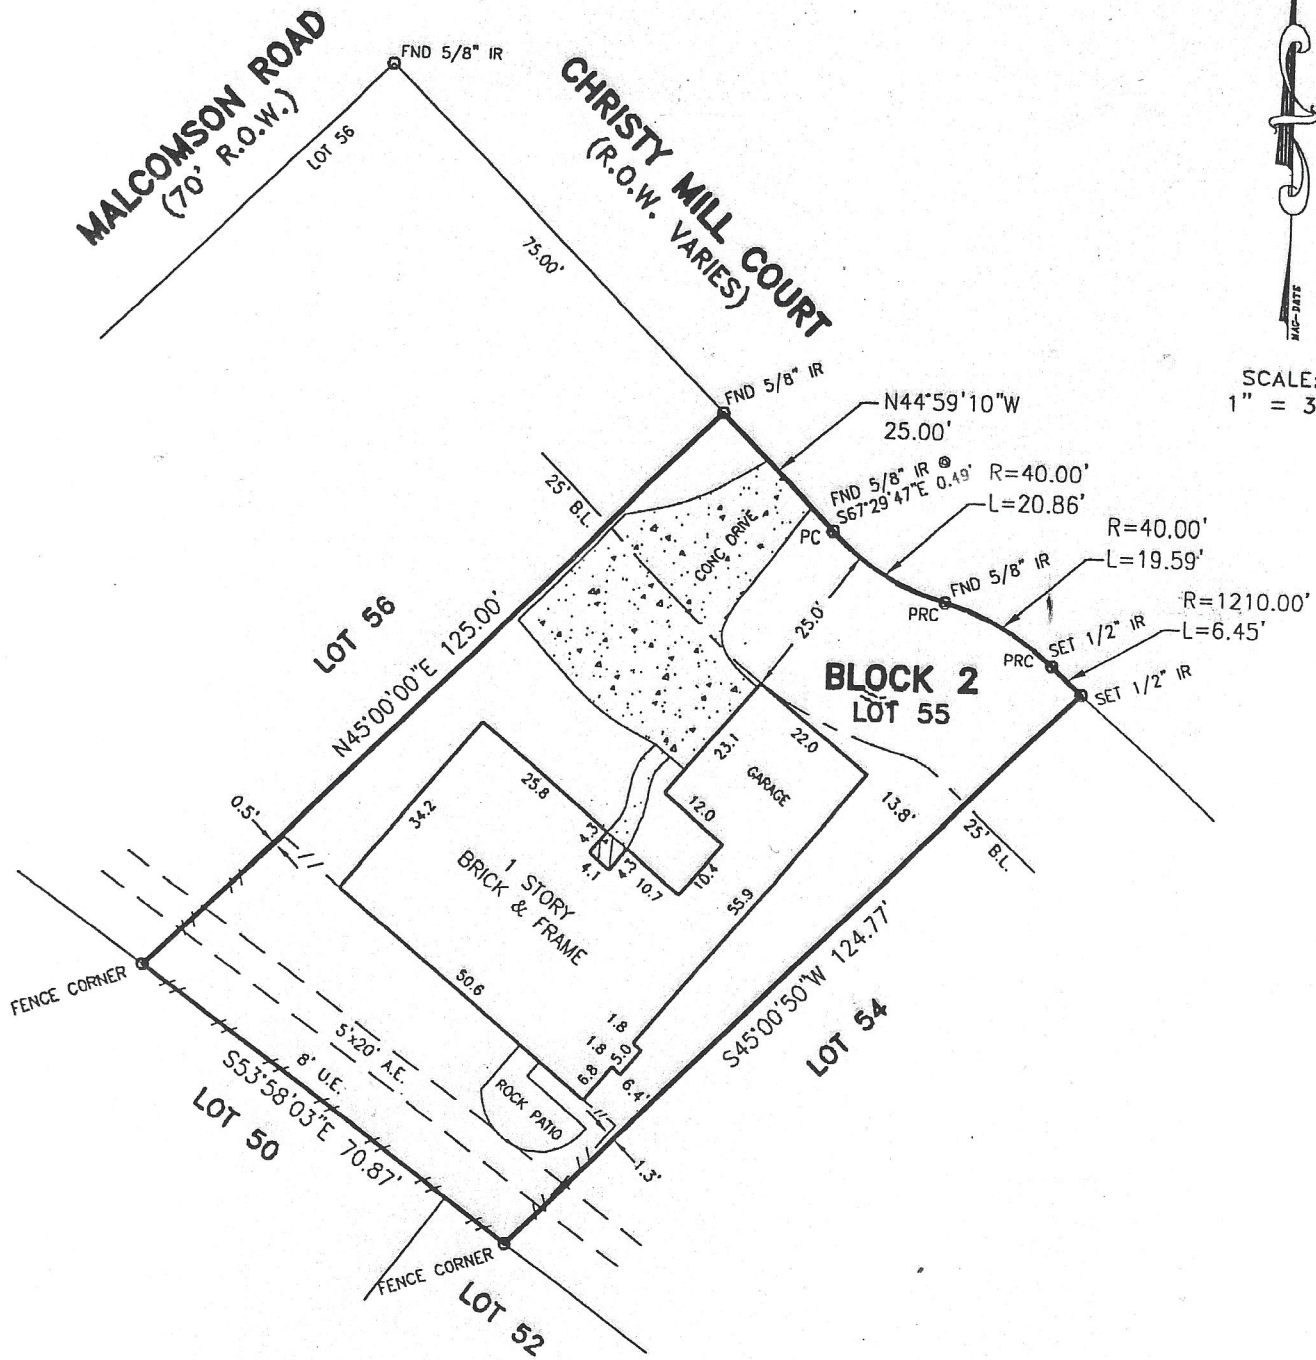 MALCOMSON ROAD
(70' R.O.W.)
LOT 56
FND 5/8" IR
CHRISTY MILL COURT
(R.O.W. VARIES)
75.00'
MAG-DATE
SCALE:
1" = 3
FND 5/8" IR
N44°59'10"W
25.00'
25' B.L.
FND 5/8" IR @
S67°29'47"E 0.49'
PC
R=40.00'
L=20.86'
CONC DRIVE
FND 5/8" IR
PRC
R=40.00'
L=19.59'
R=1210.00'
L=6.45'
PRC
SET 1/2" IR
SET 1/2" IR
LOT 56
N45°00'00"E 125.00'
25.0'
BLOCK 2
LOT 55
23.1
22.0
GARAGE
12.0
13.8'
25' B.L.
25.8
34.2
0.5'
4.3
4.1
4.3
10.7
10.4
1 STORY
BRICK & FRAME
55.9
50.6
S45°00'50"W 124.77'
LOT 54
FENCE CORNER
5'x20' A.E.
8' U.E.
S53°58'03"E 70.87'
LOT 50
1.8
1.8
5.0
6.8
6.4'
ROCK PATIO
1.3'
FENCE CORNER
LOT 52